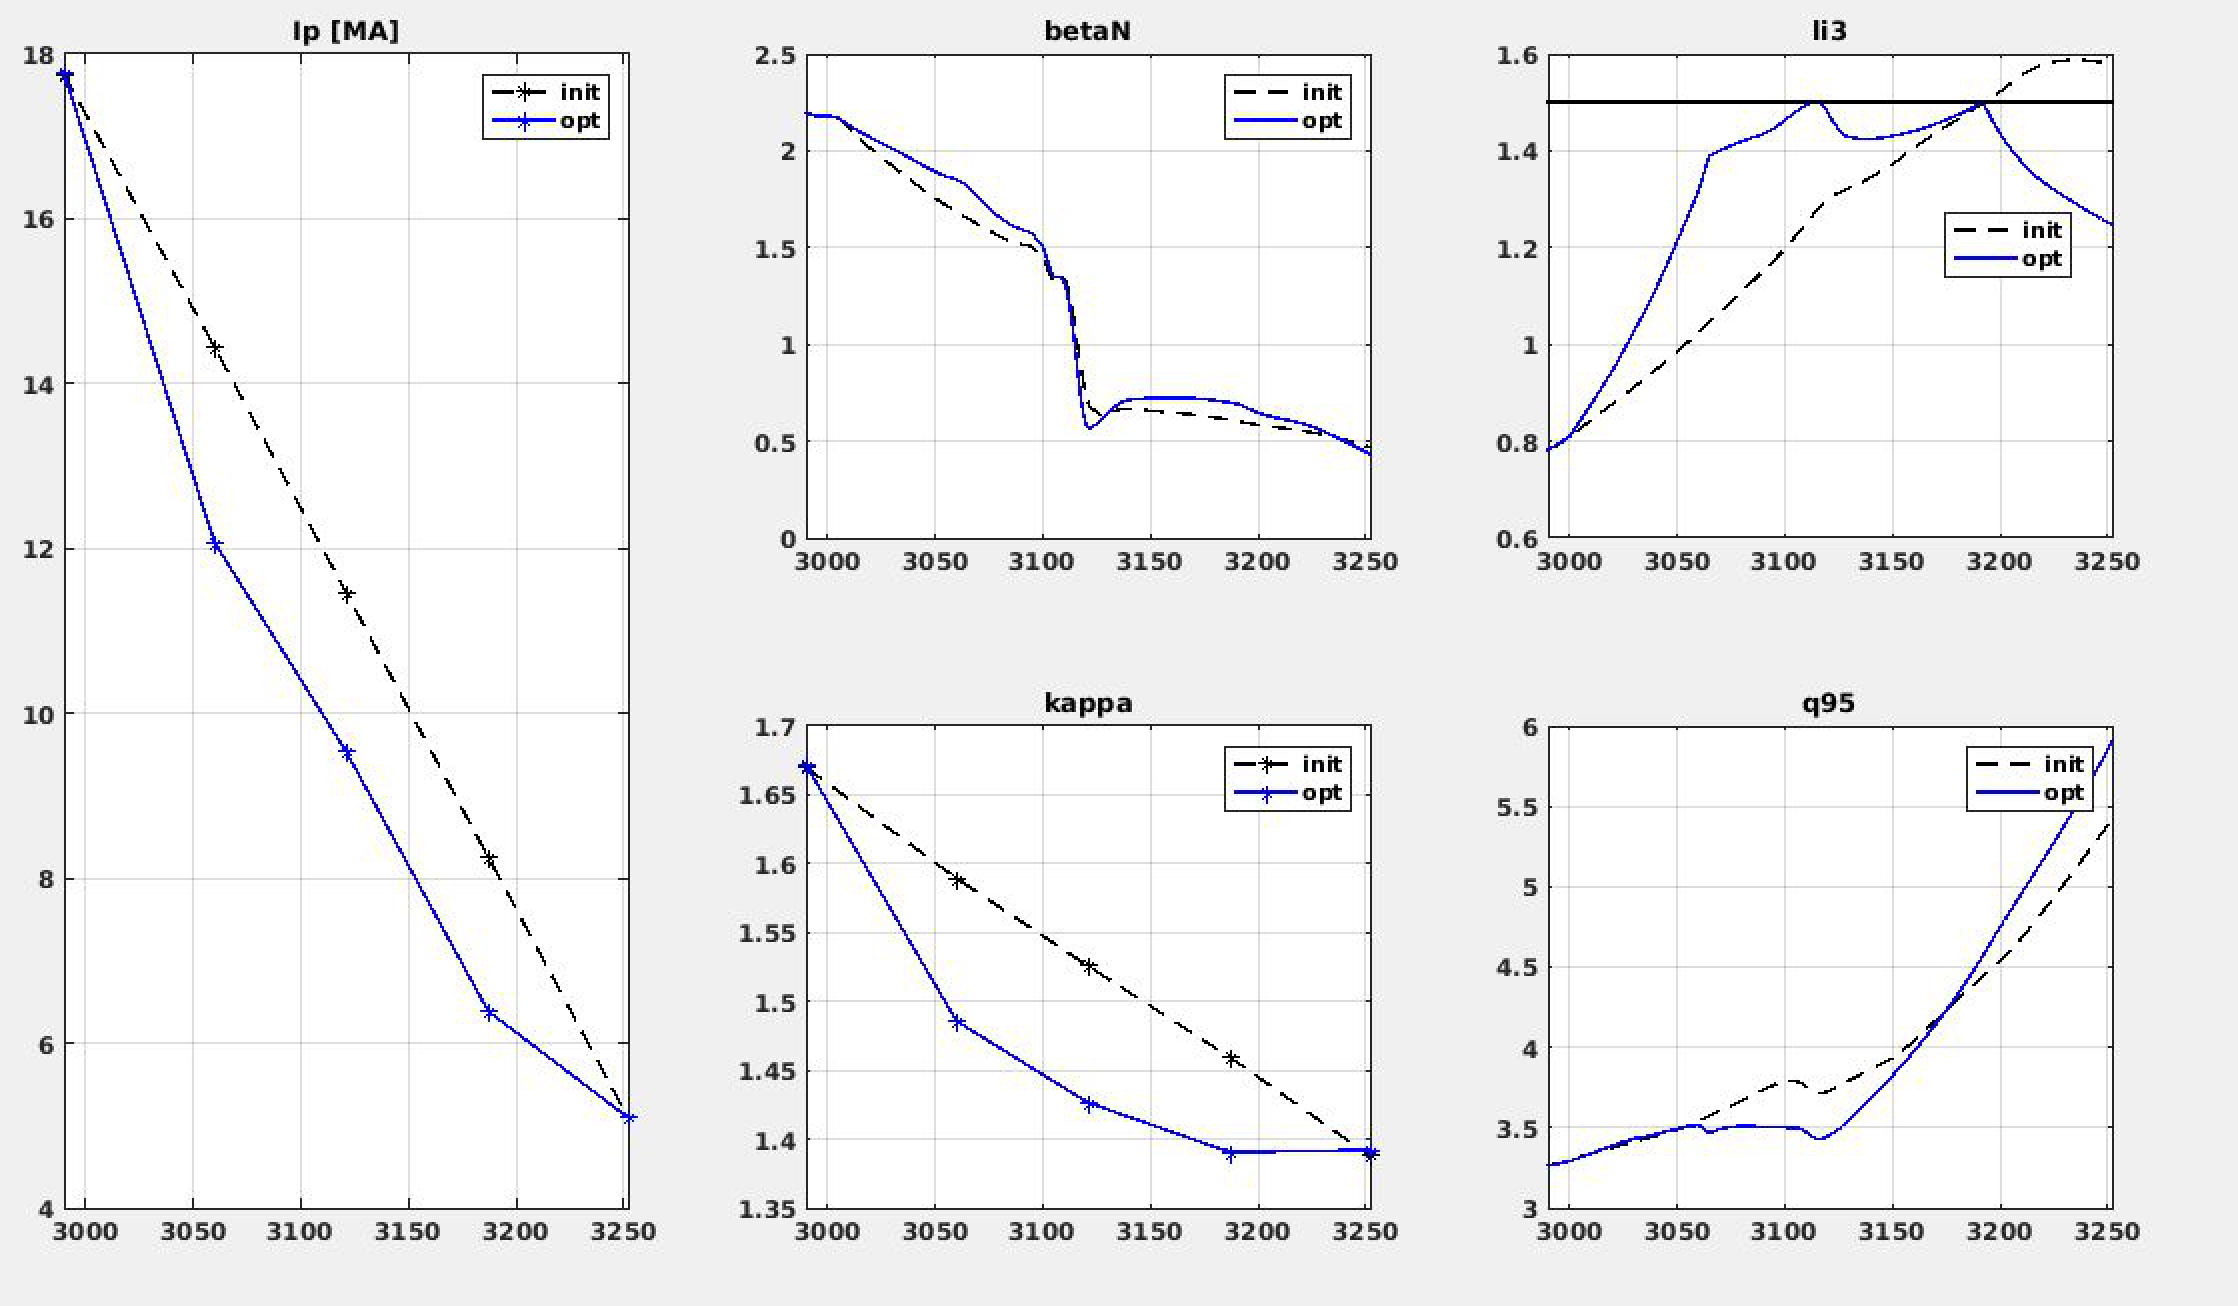 Ip [MA]
18
16
14
12
10
8
6
4
3000 3050 3100 3150 3200 3250
init
opt
betaN
2.5
2
1.5
1
0.5
0
3000 3050 3100 3150 3200 3250
init
opt
li3
1.6
1.4
1.2
1
0.8
0.6
3000 3050 3100 3150 3200 3250
init
opt
kappa
1.7
1.65
1.6
1.55
1.5
1.45
1.4
1.35
3000 3050 3100 3150 3200 3250
init
opt
q95
6
5.5
5
4.5
4
3.5
3
3000 3050 3100 3150 3200 3250
init
opt